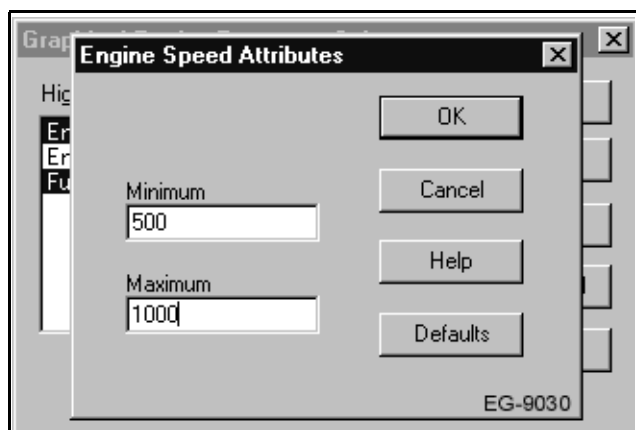 Engine Speed Attributes
OK
Minimum
500
Cancel
Maximum
1000
Help
Defaults
EG-9030